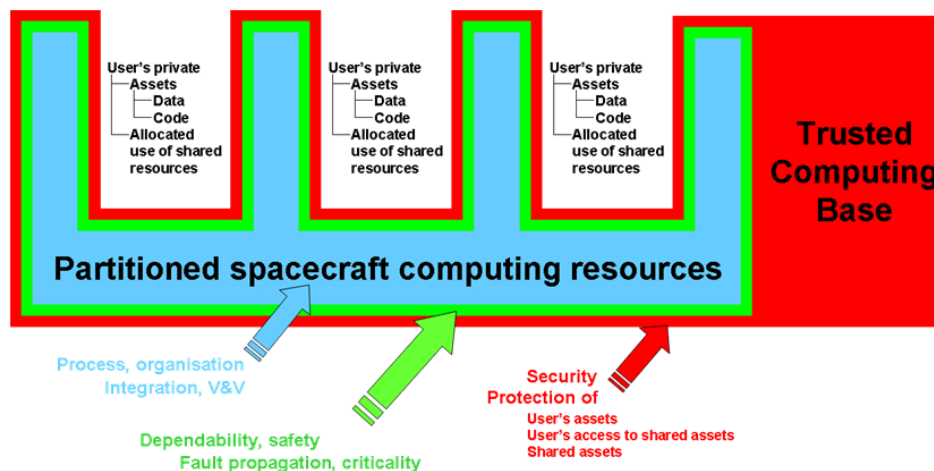 User's private
Assets
Data
Code
Allocated
use of shared
resources
User's private
Assets
Data
Code
Allocated
use of shared
resources
User's private
Assets
Data
Code
Allocated
use of shared
resources
Trusted
Computing
Base
Partitioned spacecraft computing resources
Process, organisation
Integration, V&V
Dependability, safety
Fault propagation, criticality
Security
Protection of
User's assets
User's access to shared assets
Shared assets